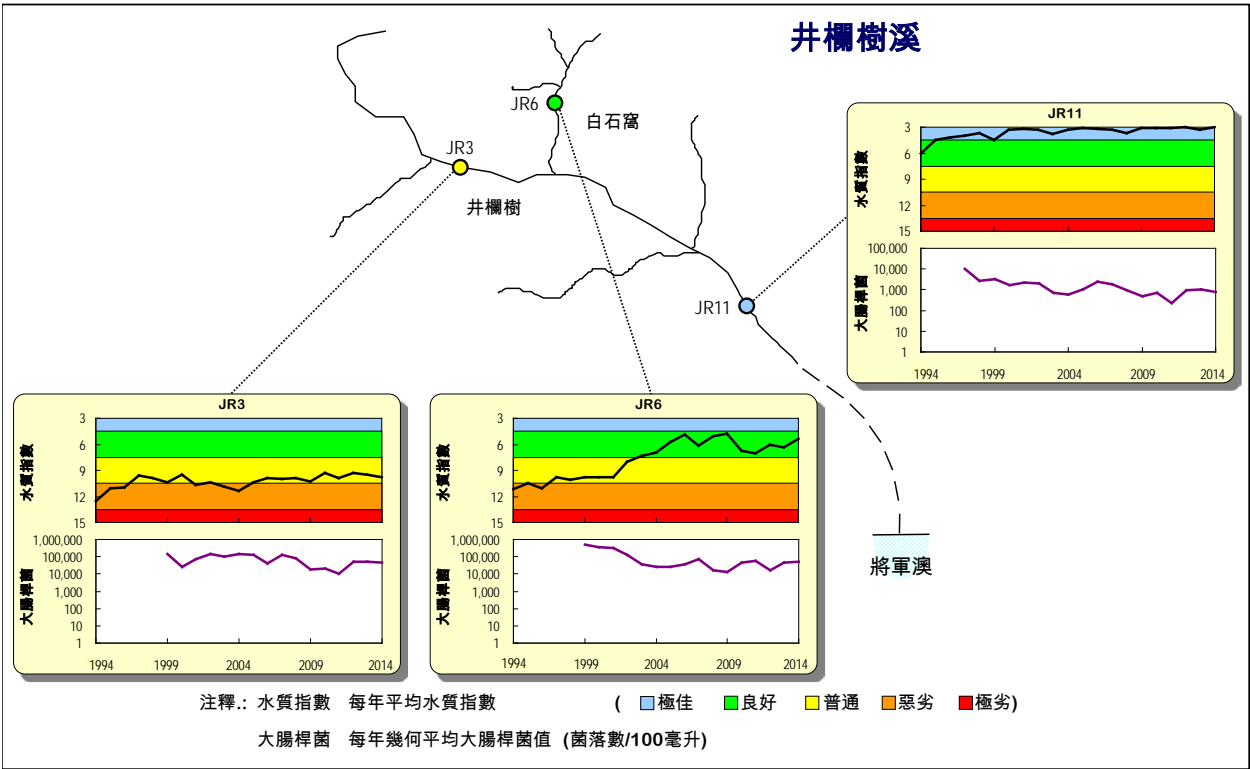 井欄樹溪
JR6
白石窩
JR3
井欄樹
JR11
JR11
水質指數
3
6
9
12
15
大腸桿菌
100,000
10,000
1,000
100
10
1
1994 1999 2004 2009 2014
JR3
水質指數
3
6
9
12
15
大腸桿菌
1,000,000
100,000
10,000
1,000
100
10
1
1994 1999 2004 2009 2014
JR6
水質指數
3
6
9
12
15
大腸桿菌
1,000,000
100,000
10,000
1,000
100
10
1
1994 1999 2004 2009 2014
將軍澳
注釋.: 水質指數 每年平均水質指數 ( 極佳 良好 普通 惡劣 極劣)
大腸桿菌 每年幾何平均大腸桿菌值 (菌落數/100毫升)